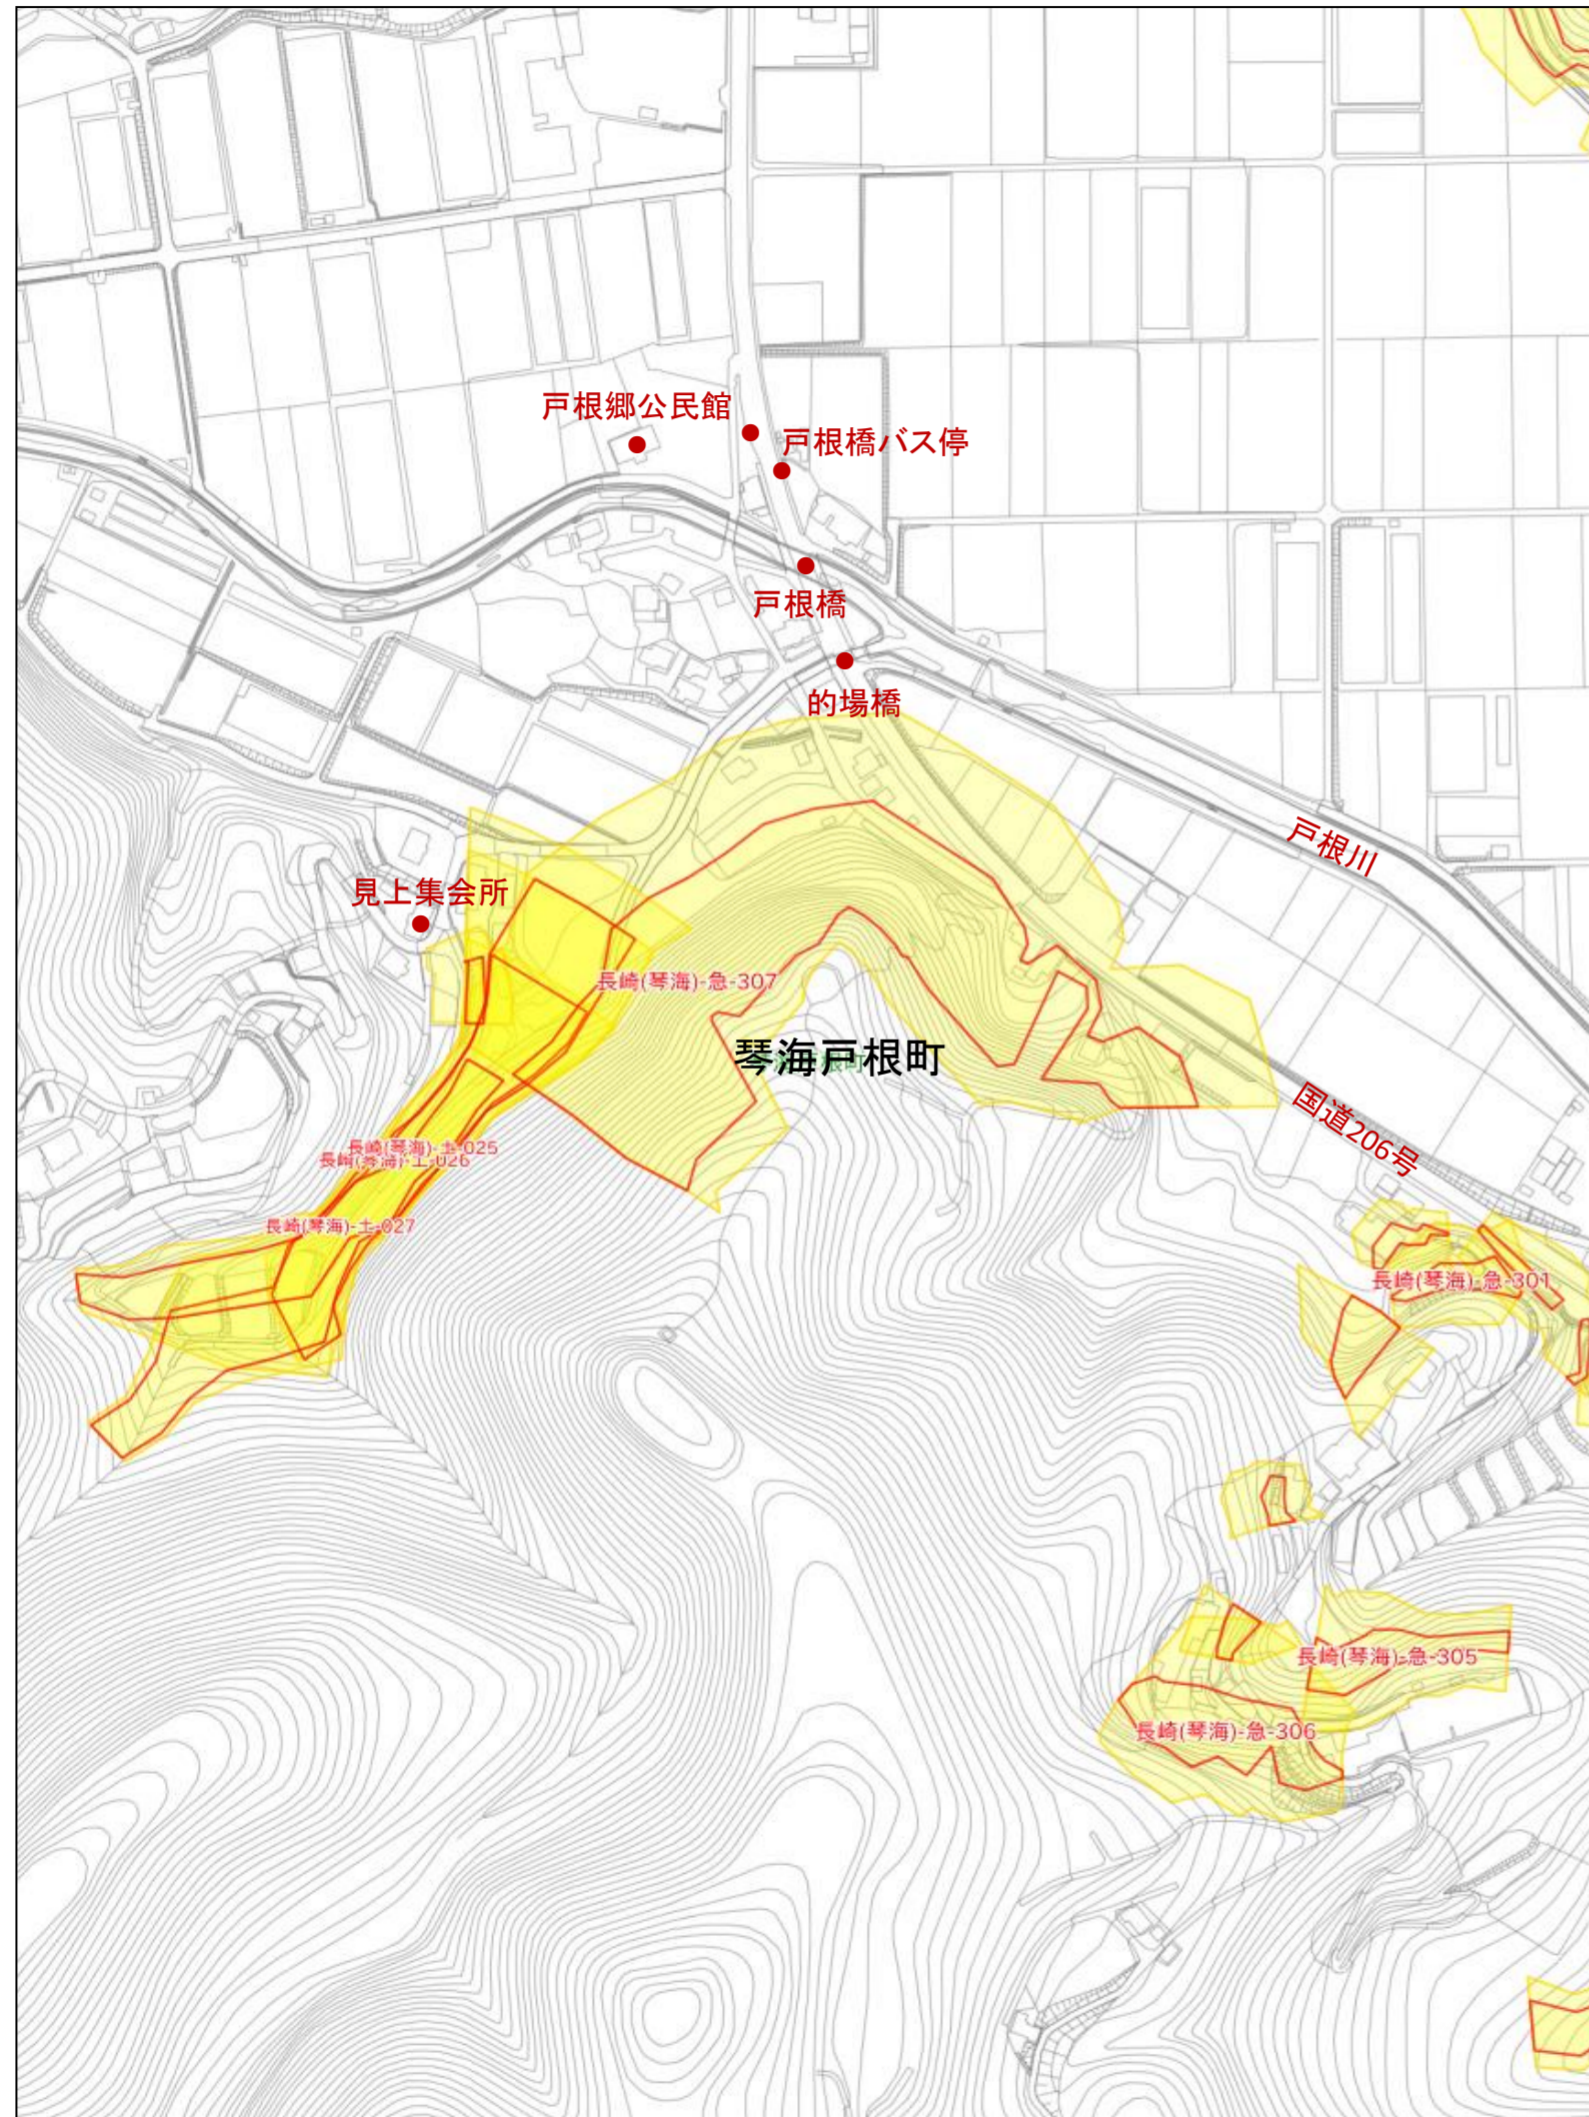 戸根郷公民館
戸根橋バス停
戸根橋
的場橋
戸根川
見上集会所
長崎(琴海)-急-307
琴海戸根町
国道206号
長崎(琴海)-土-025
長崎(琴海)-土-026
長崎(琴海)-土-027
長崎(琴海)-急-301
長崎(琴海)-急-305
長崎(琴海)-急-306